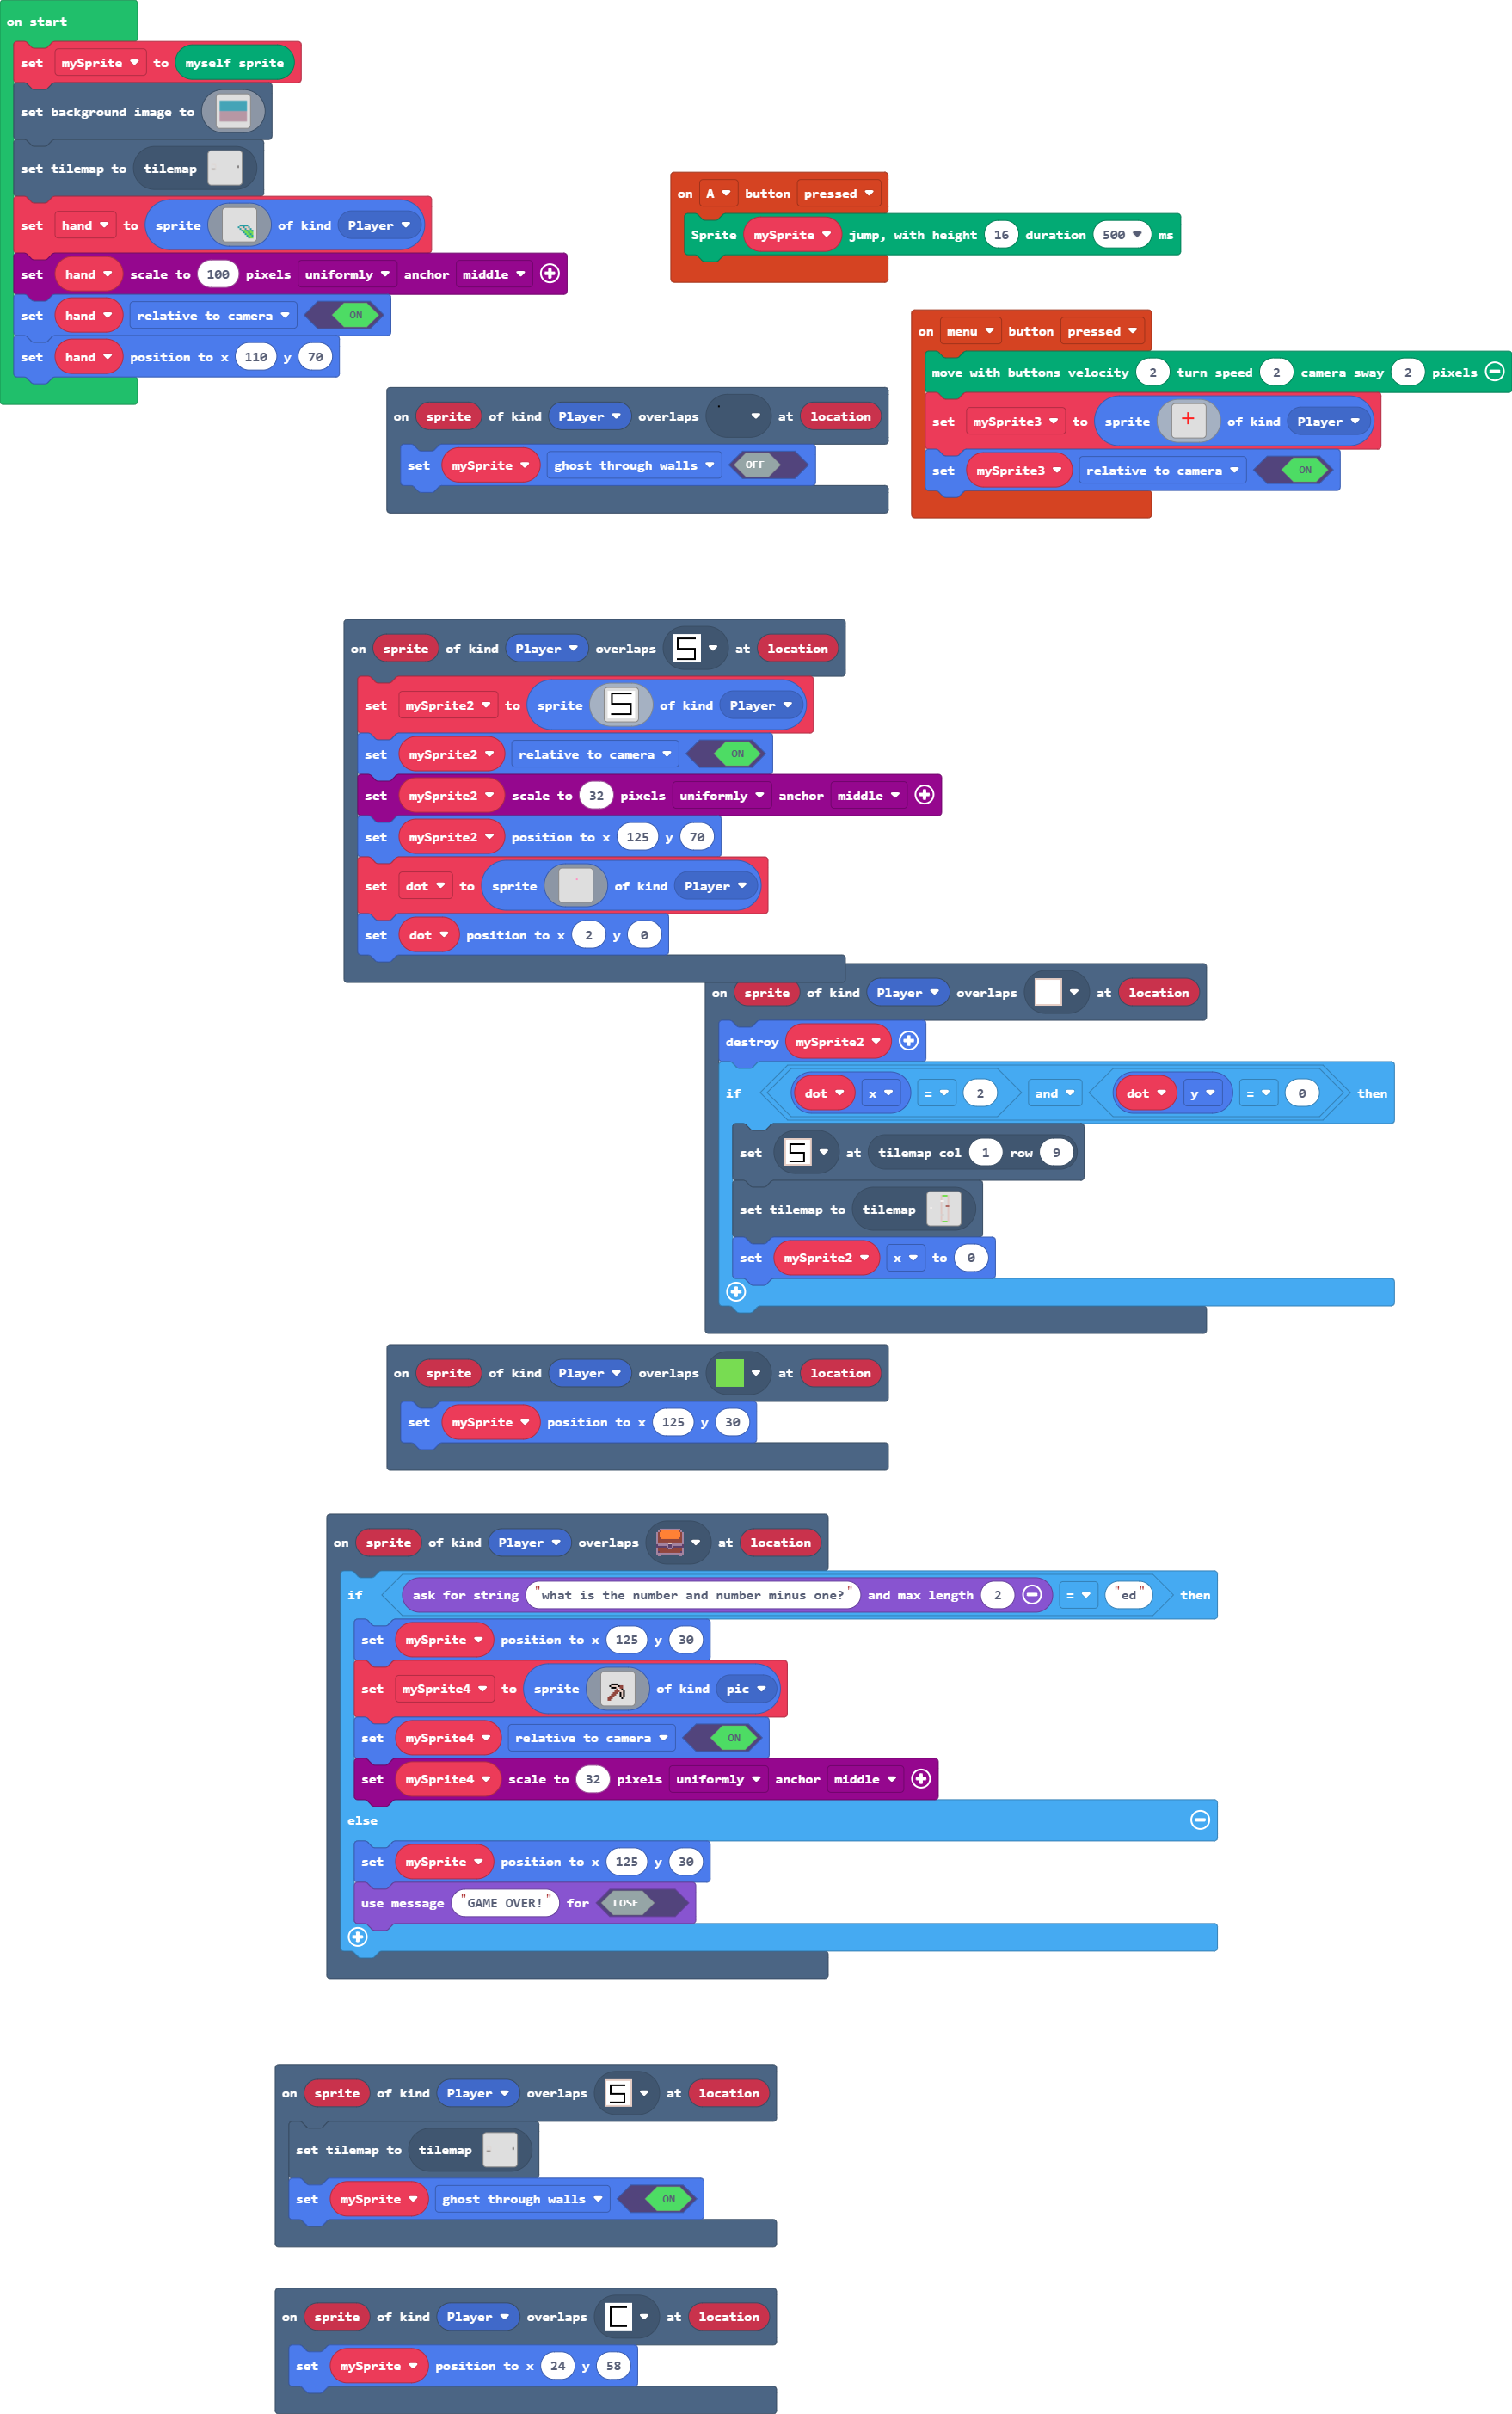 on start
set mySprite to myself sprite
set background image to
set tilemap to tilemap
set hand to sprite of kind Player
set hand scale to 100 pixels uniformly anchor middle
set hand relative to camera ON
set hand position to x 110 y 70
on A button pressed
Sprite mySprite jump, with height 16 duration 500 ms
on menu button pressed
move with buttons velocity 2 turn speed 2 camera sway 2 pixels
set mySprite3 to sprite of kind Player
set mySprite3 relative to camera ON
on sprite of kind Player overlaps at location
set mySprite ghost through walls OFF
on sprite of kind Player overlaps at location
set mySprite2 to sprite of kind Player
set mySprite2 relative to camera ON
set mySprite2 scale to 32 pixels uniformly anchor middle
set mySprite2 position to x 125 y 70
set dot to sprite of kind Player
set dot position to x 2 y 0
on sprite of kind Player overlaps at location
destroy mySprite2
if dot x = 2 and dot y = 0 then
set at tilemap col 1 row 9
set tilemap to tilemap
set mySprite2 x to 0
on sprite of kind Player overlaps at location
set mySprite position to x 125 y 30
on sprite of kind Player overlaps at location
if ask for string "what is the number and number minus one?" and max length 2 = "ed" then
set mySprite position to x 125 y 30
set mySprite4 to sprite of kind pic
set mySprite4 relative to camera ON
set mySprite4 scale to 32 pixels uniformly anchor middle
else
set mySprite position to x 125 y 30
use message "GAME OVER!" for LOSE
on sprite of kind Player overlaps at location
set tilemap to tilemap
set mySprite ghost through walls ON
on sprite of kind Player overlaps at location
set mySprite position to x 24 y 58